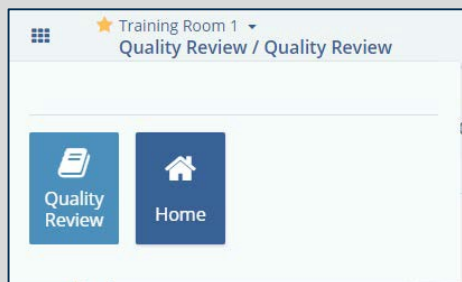 Training Room 1
Quality Review / Quality Review
Quality
Review
Home